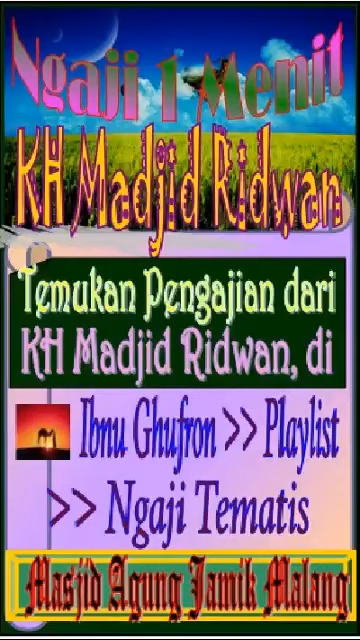 Ngaji 1 Menit
KH Madjid Ridwan
Temukan Pengajian dari
KH Madjid Ridwan, di
Ibnu Ghufron >> Playlist
>> Ngaji Tematis
Masjid Agung Jamik Malang